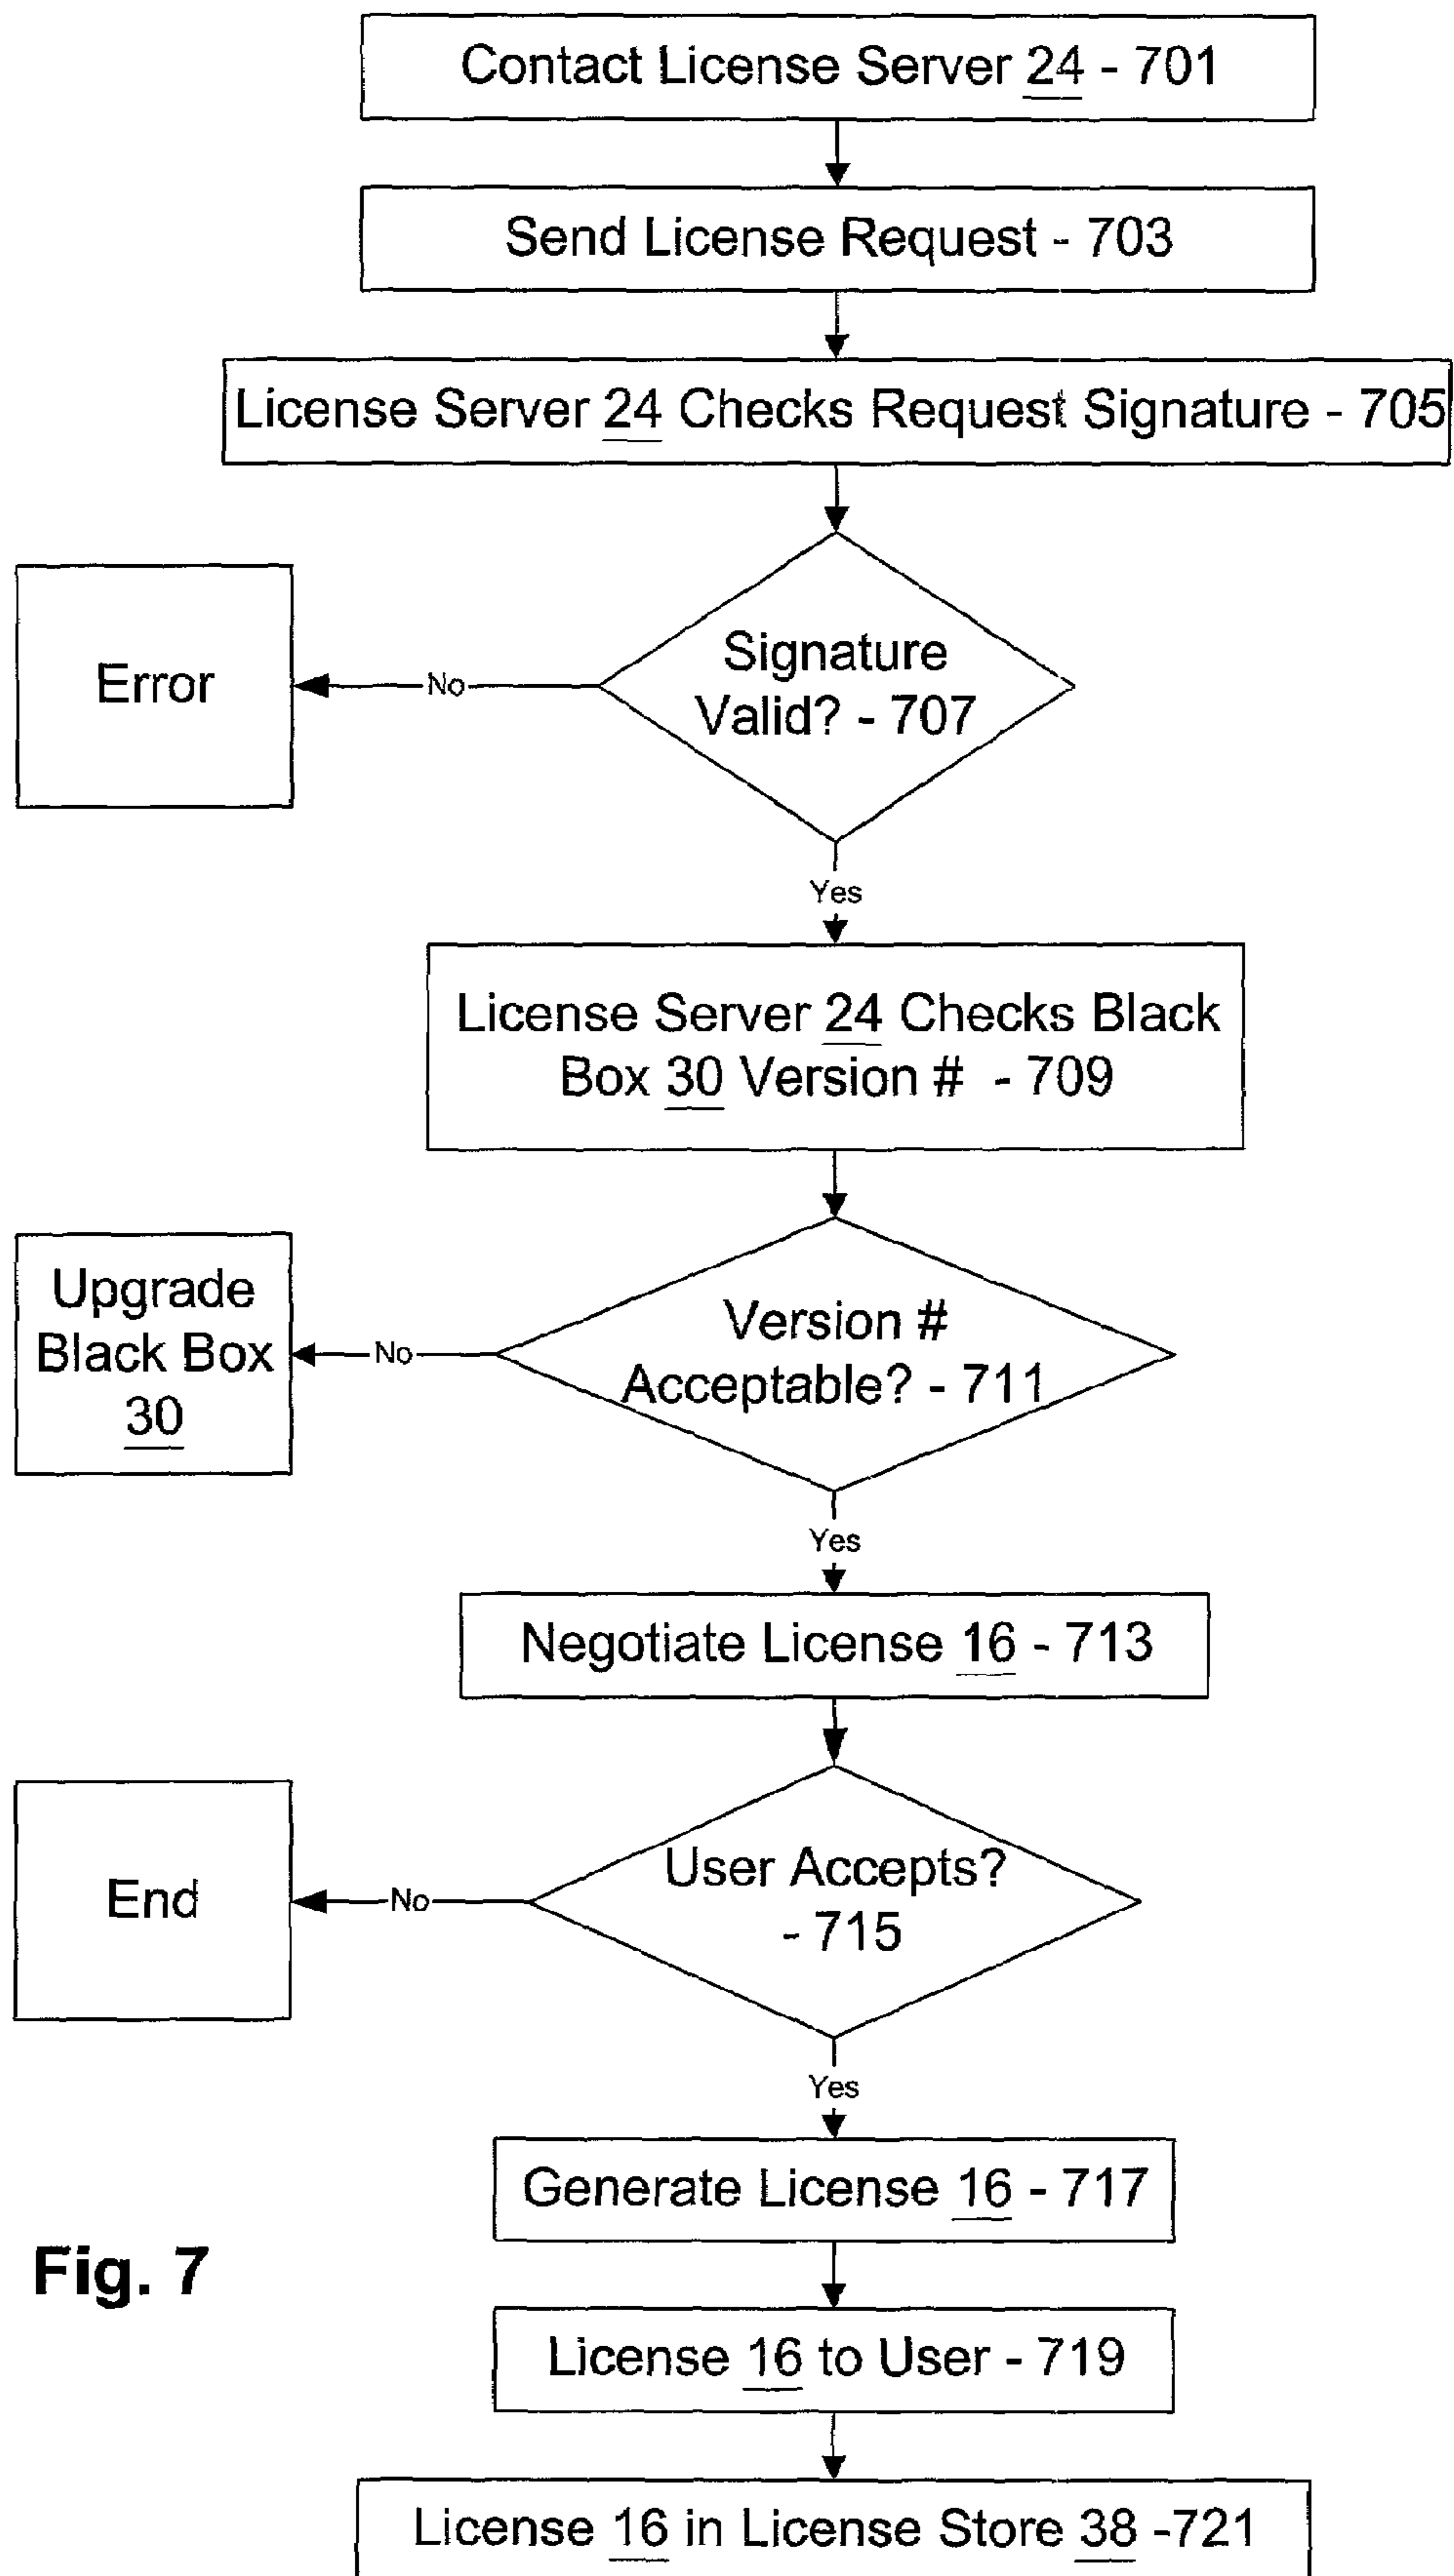 Contact License Server 24 - 701
Send License Request - 703
License Server 24 Checks Request Signature - 705
Signature
Valid? - 707
No
Error
Yes
License Server 24 Checks Black
Box 30 Version # - 709
Version #
Acceptable? - 711
No
Upgrade
Black Box
30
Yes
Negotiate License 16 - 713
User Accepts?
- 715
No
End
Yes
Generate License 16 - 717
Fig. 7
License 16 to User - 719
License 16 in License Store 38 -721